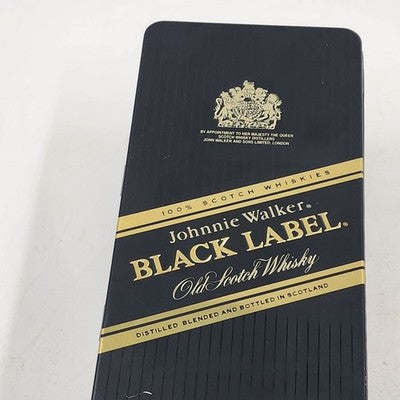 BY APPOINTMENT TO HER MAJESTY THE QUEEN
SCOTCH WHISKY DISTILLERS
JOHN WALKER AND SONS LIMITED, LONDON
100% SCOTCH WHISKIES
Johnnie Walker®
BLACK LABEL®
Old Scotch Whisky
DISTILLED BLENDED AND BOTTLED IN SCOTLAND